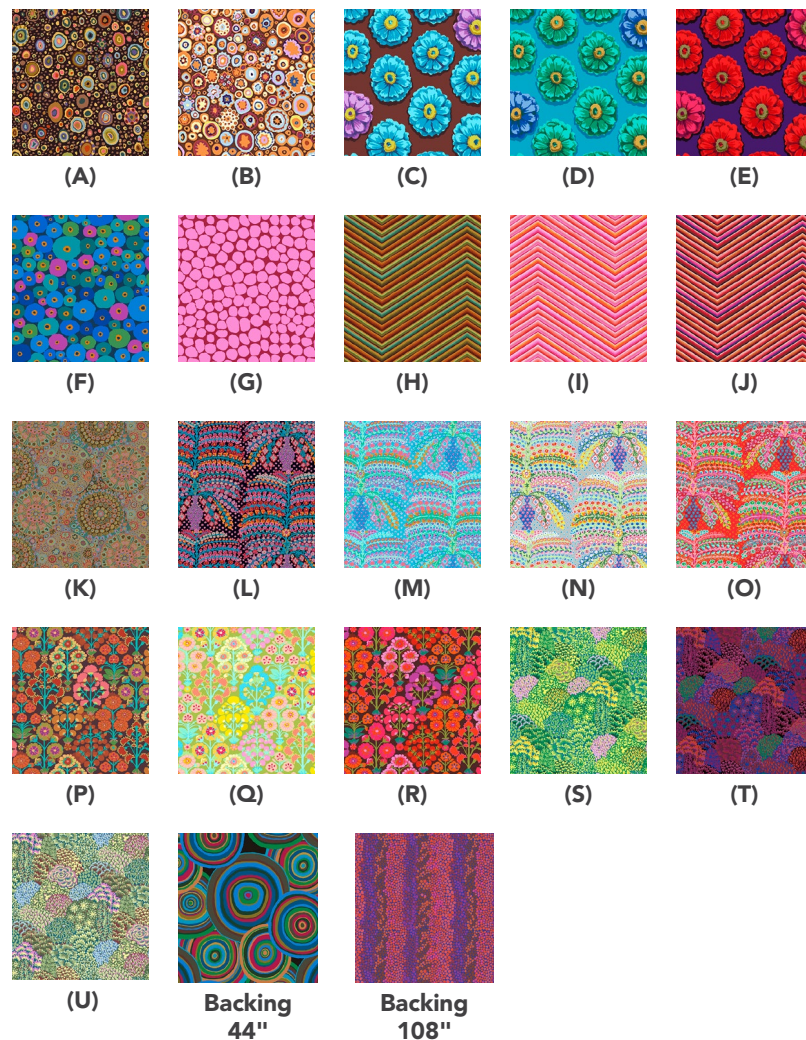 (A)
(B)
(C)
(D)
(E)
(F)
(G)
(H)
(I)
(J)
(K)
(L)
(M)
(N)
(O)
(P)
(Q)
(R)
(S)
(T)
(U)
Backing
44"
Backing
108"